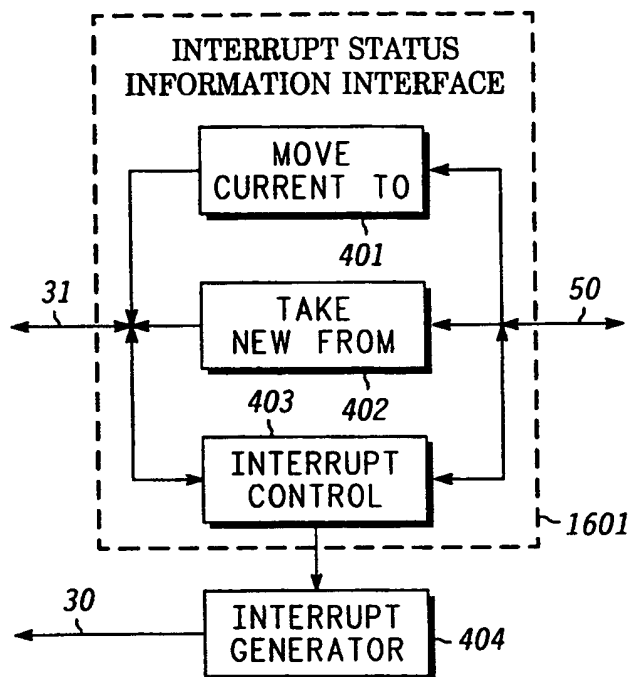 INTERRUPT STATUS
INFORMATION INTERFACE
MOVE
CURRENT TO
401
31
TAKE
NEW FROM
50
402
403
INTERRUPT
CONTROL
1601
30
INTERRUPT
GENERATOR
404